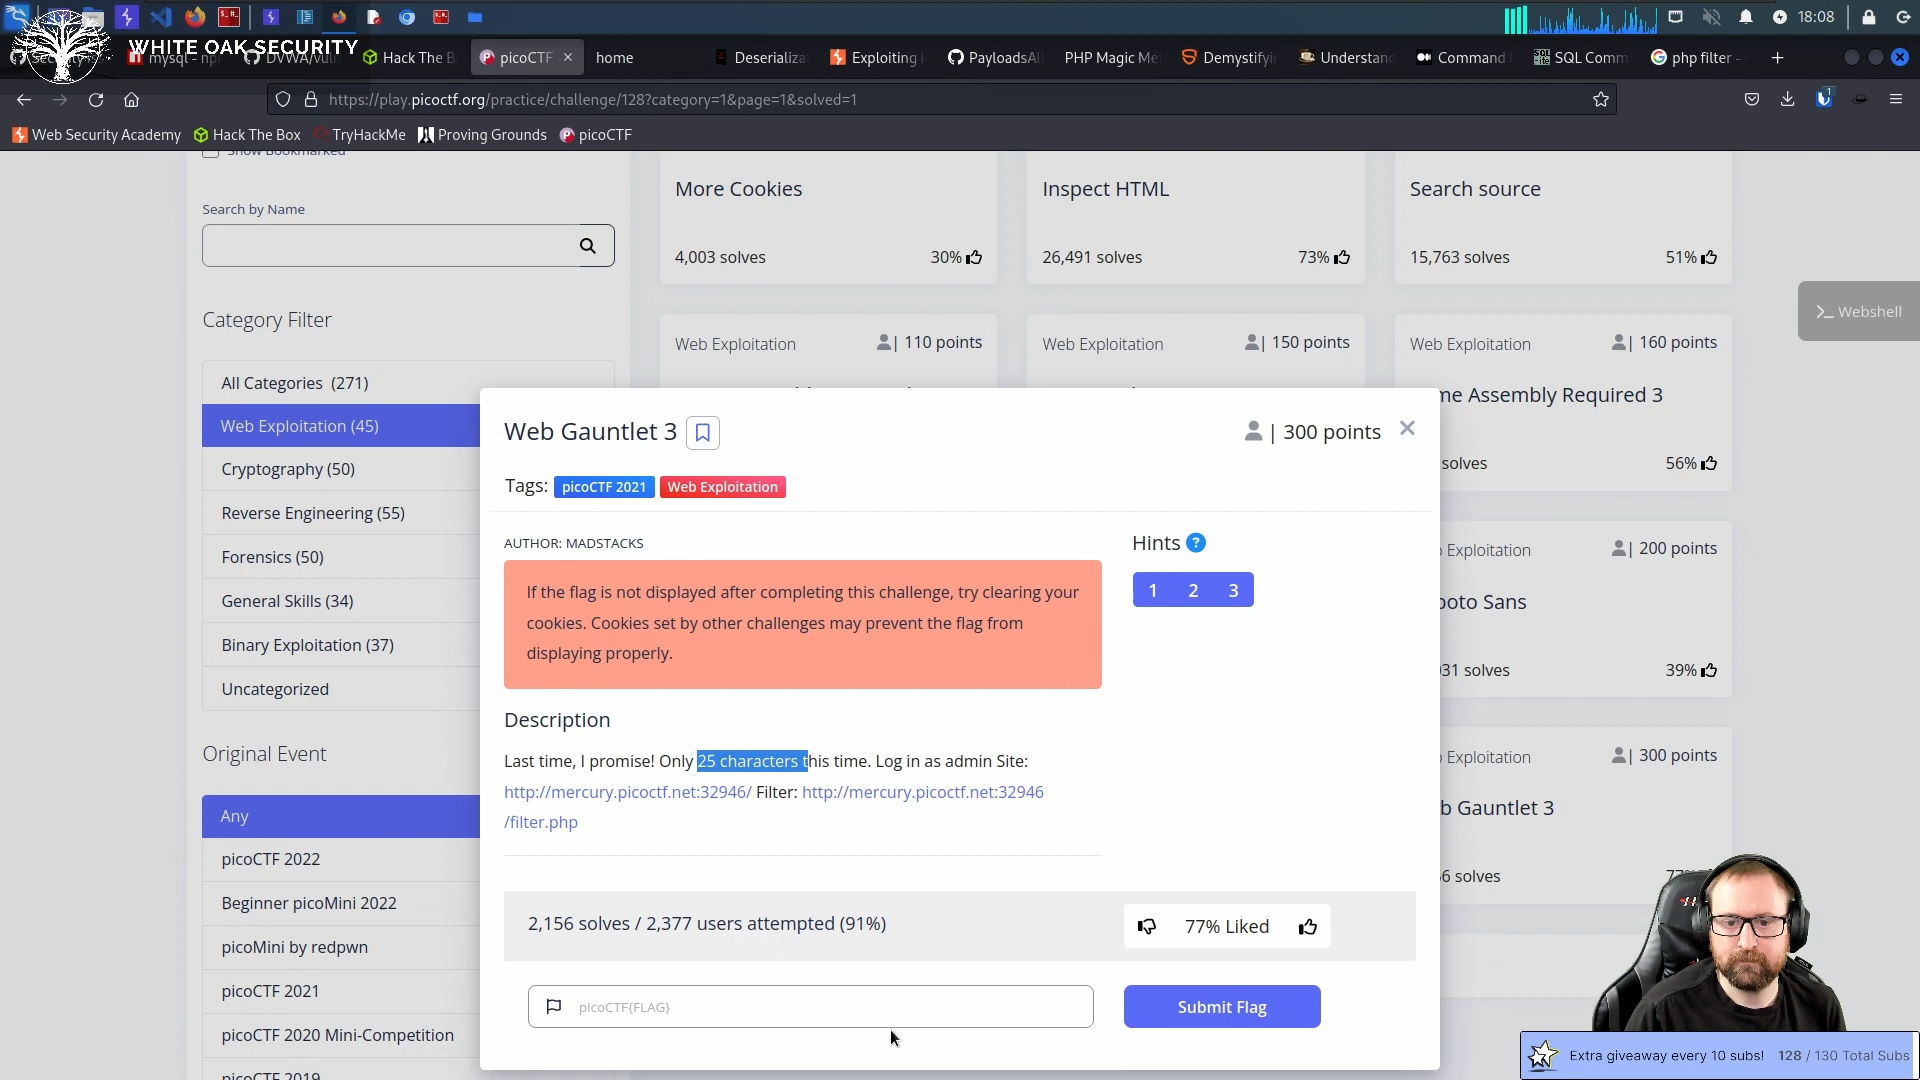 18:08
WHITE OAK SECURITY
mysql - np
DVWA/vuln
Hack The B
picoCTF
home
Deserializa
Exploiting i
PayloadsAl
PHP Magic Me
Demystifyin
Understand
Command
SQL Comm
php filter -
https://play.picoctf.org/practice/challenge/128?category=1&page=1&solved=1
1
Web Security Academy
Hack The Box
TryHackMe
Proving Grounds
picoCTF
Show Bookmarked
Search by Name
Category Filter
All Categories (271)
Web Exploitation (45)
Cryptography (50)
Reverse Engineering (55)
Forensics (50)
General Skills (34)
Binary Exploitation (37)
Uncategorized
Original Event
Any
picoCTF 2022
Beginner picoMini 2022
picoMini by redpwn
picoCTF 2021
picoCTF 2020 Mini-Competition
picoCTF 2019
More Cookies
4,003 solves 30%
Inspect HTML
26,491 solves 73%
Search source
15,763 solves 51%
Webshell
Web Exploitation | 110 points
Web Exploitation | 150 points
Web Exploitation | 160 points
me Assembly Required 3
solves 56%
Exploitation | 200 points
oto Sans
31 solves 39%
Exploitation | 300 points
b Gauntlet 3
6 solves 77%
Web Gauntlet 3
| 300 points
Tags: picoCTF 2021 Web Exploitation
AUTHOR: MADSTACKS
If the flag is not displayed after completing this challenge, try clearing your
cookies. Cookies set by other challenges may prevent the flag from
displaying properly.
Hints ?
1 2 3
Description
Last time, I promise! Only 25 characters this time. Log in as admin Site:
http://mercury.picoctf.net:32946/ Filter: http://mercury.picoctf.net:32946
/filter.php
2,156 solves / 2,377 users attempted (91%)
77% Liked
picoCTF{FLAG}
Submit Flag
Extra giveaway every 10 subs! 128 / 130 Total Subs